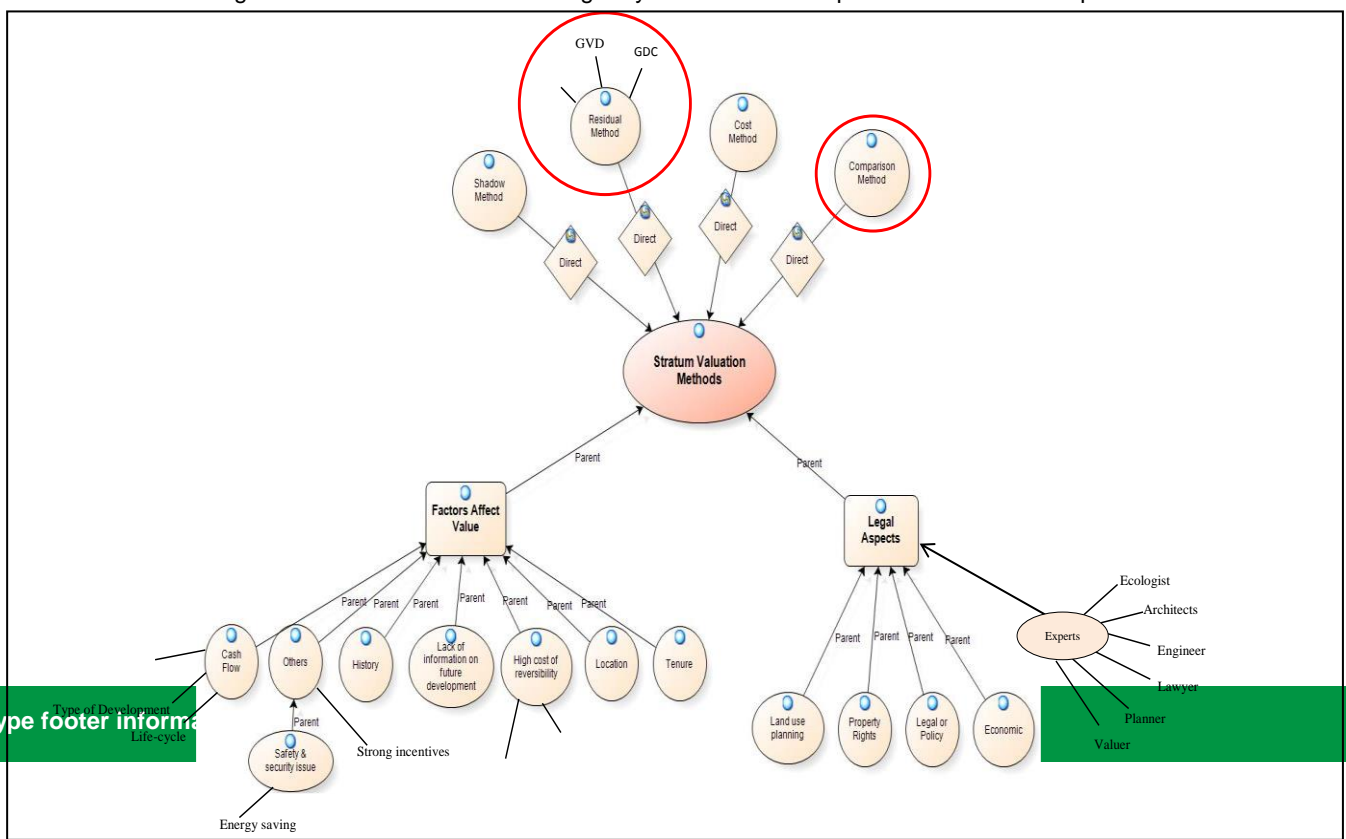 GVD
GDC
Residual
Method
Cost
Method
Comparison
Method
Shadow
Method
Direct
Direct
Direct
Direct
Stratum Valuation
Methods
Parent
Parent
Factors Affect
Value
Legal
Aspects
Parent
Parent
Parent
Parent
Parent
Parent
Parent
Cash
Flow
Others
History
Lack of
information on
future
development
High cost of
reversibility
Location
Tenure
Parent
Safety &
security issue
Type of Development
Life-cycle
Strong incentives
Energy saving
Parent
Parent
Parent
Parent
Land use
planning
Property
Rights
Legal or
Policy
Economic
Experts
Ecologist
Architects
Engineer
Lawyer
Planner
Valuer
ype footer informa